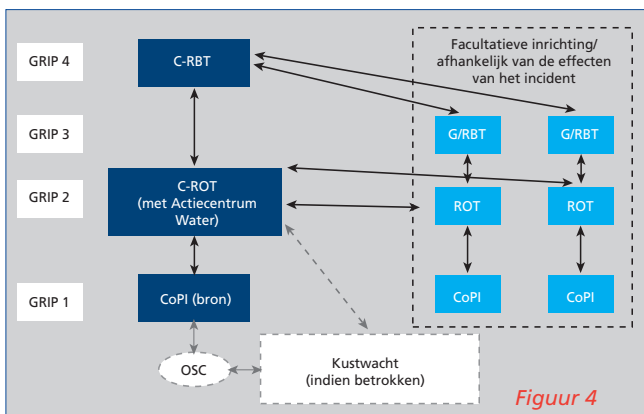 GRIP 4
C-RBT
Facultatieve inrichting/
afhankelijk van de effecten
van het incident
GRIP 3
G/RBT
G/RBT
GRIP 2
C-ROT
(met Actiecentrum
Water)
ROT
ROT
GRIP 1
CoPI (bron)
CoPI
CoPI
OSC
Kustwacht
(indien betrokken)
Figuur 4